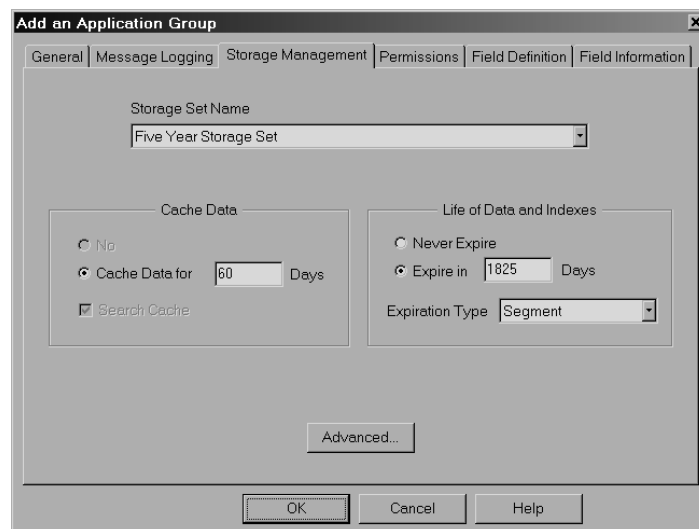 Add an Application Group
General Message Logging Storage Management Permissions Field Definition Field Information
Storage Set Name
Five Year Storage Set
Cache Data
No
Cache Data for 60 Days
Search Cache
Life of Data and Indexes
Never Expire
Expire in 1825 Days
Expiration Type Segment
Advanced...
OK Cancel Help